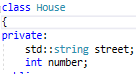 class House
{
private:
    std::string street;
    int number;